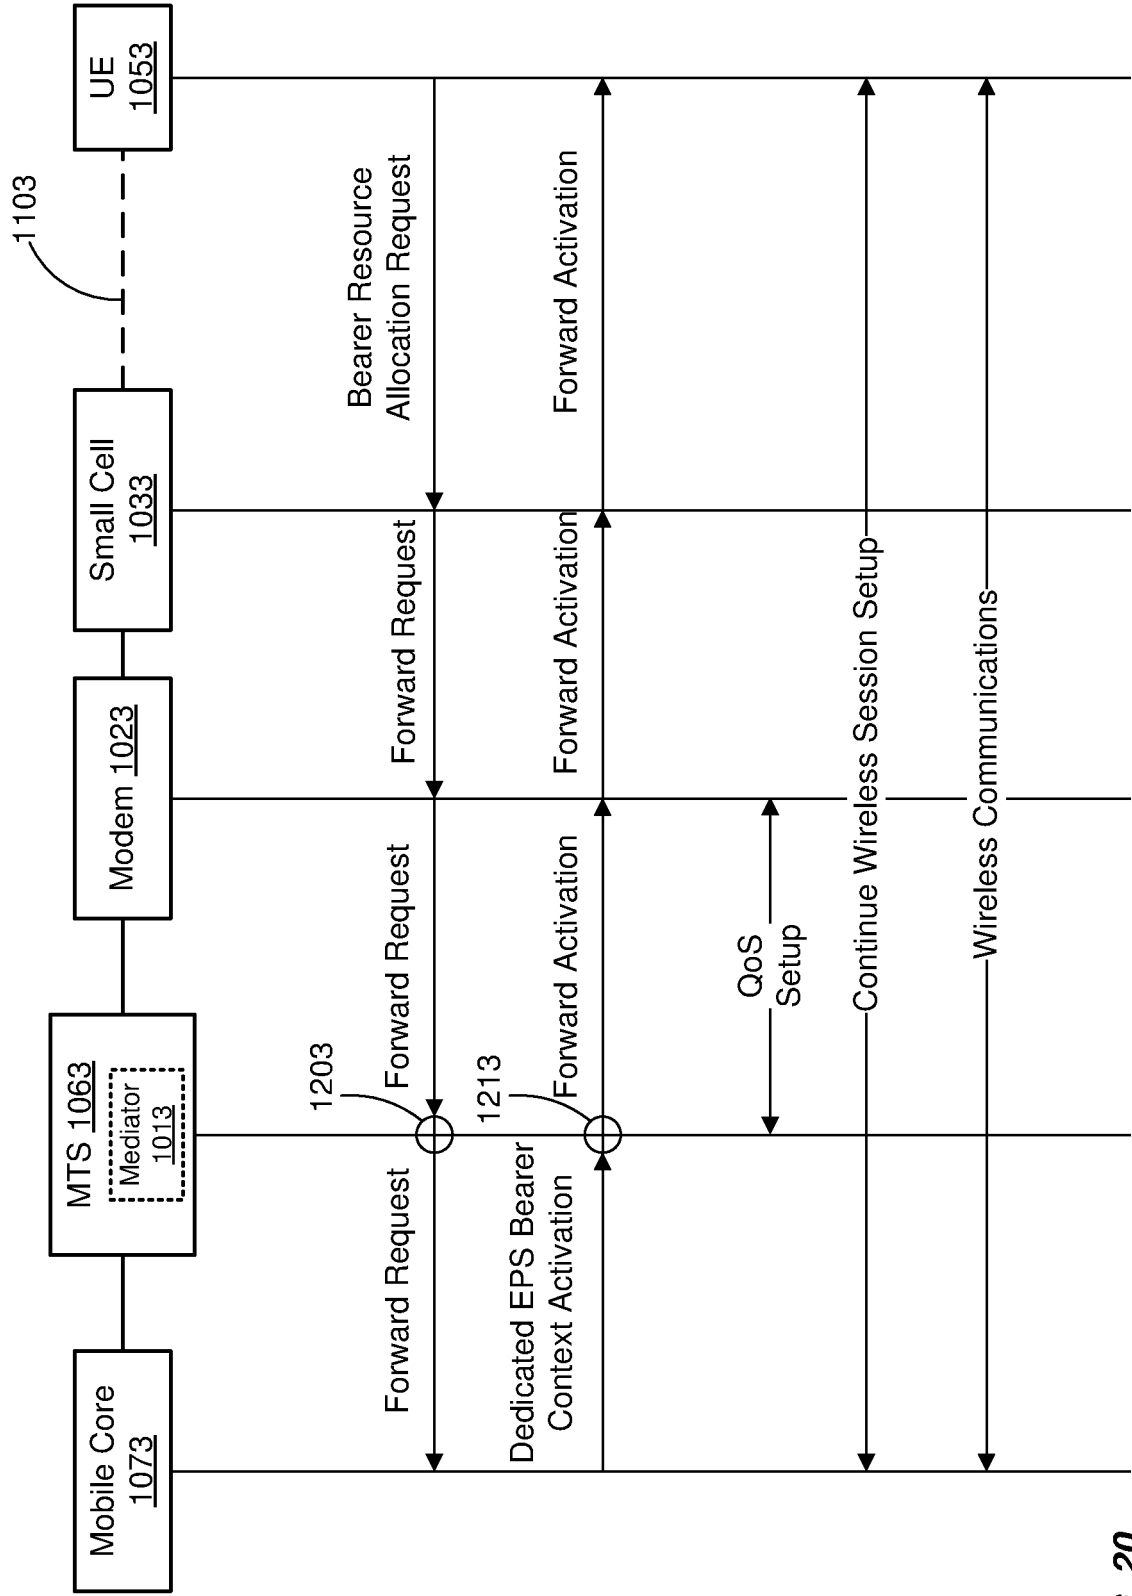 Mobile Core
1073
MTS 1063
Mediator
1013
Modem 1023
Small Cell
1033
UE
1053
1103
Forward Request
1203
Forward Request
Forward Request
Bearer Resource
Allocation Request
Dedicated EPS Bearer
Context Activation
1213
Forward Activation
Forward Activation
Forward Activation
QoS
Setup
Continue Wireless Session Setup
Wireless Communications
20